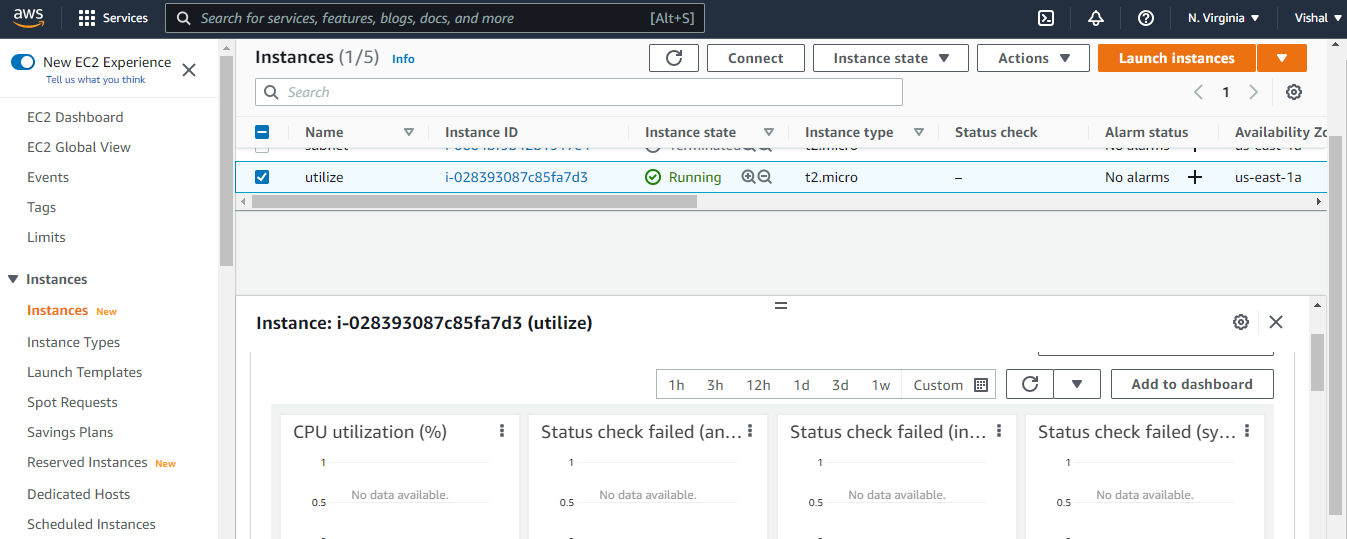 aws Services Search for services, features, blogs, docs, and more [Alt+S] N. Virginia Vishal
New EC2 Experience
Tell us what you think
EC2 Dashboard
EC2 Global View
Events
Tags
Limits
Instances
Instances New
Instance Types
Launch Templates
Spot Requests
Savings Plans
Reserved Instances New
Dedicated Hosts
Scheduled Instances
Instances (1/5) Info Connect Instance state Actions Launch instances
Search 1
Name Instance ID Instance state Instance type Status check Alarm status Availability Zo
subnet Terminated t2.micro No alarms + us-east-1a
utilize i-028393087c85fa7d3 Running t2.micro – No alarms + us-east-1a
Instance: i-028393087c85fa7d3 (utilize)
1h 3h 12h 1d 3d 1w Custom Add to dashboard
CPU utilization (%) Status check failed (an... Status check failed (in... Status check failed (sy...
1 1 1 1
No data available. No data available. No data available. No data available.
0.5 0.5 0.5 0.5